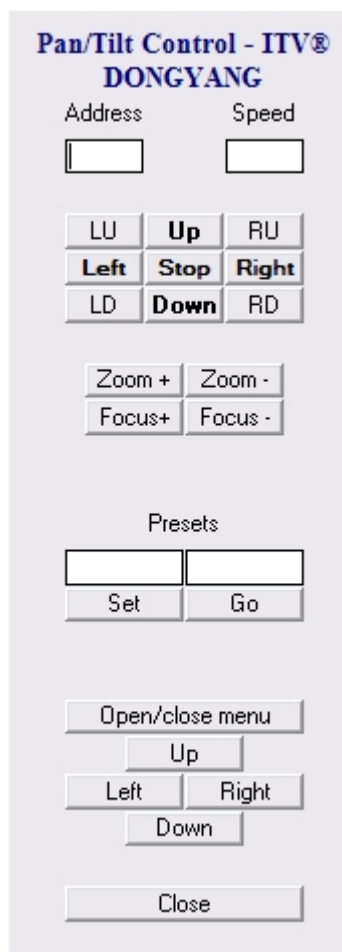 Pan/Tilt Control - ITV®
DONGYANG
Address Speed
LU Up RU
Left Stop Right
LD Down RD
Zoom + Zoom -
Focus+ Focus -
Presets
Set Go
Open/close menu
Up
Left Right
Down
Close